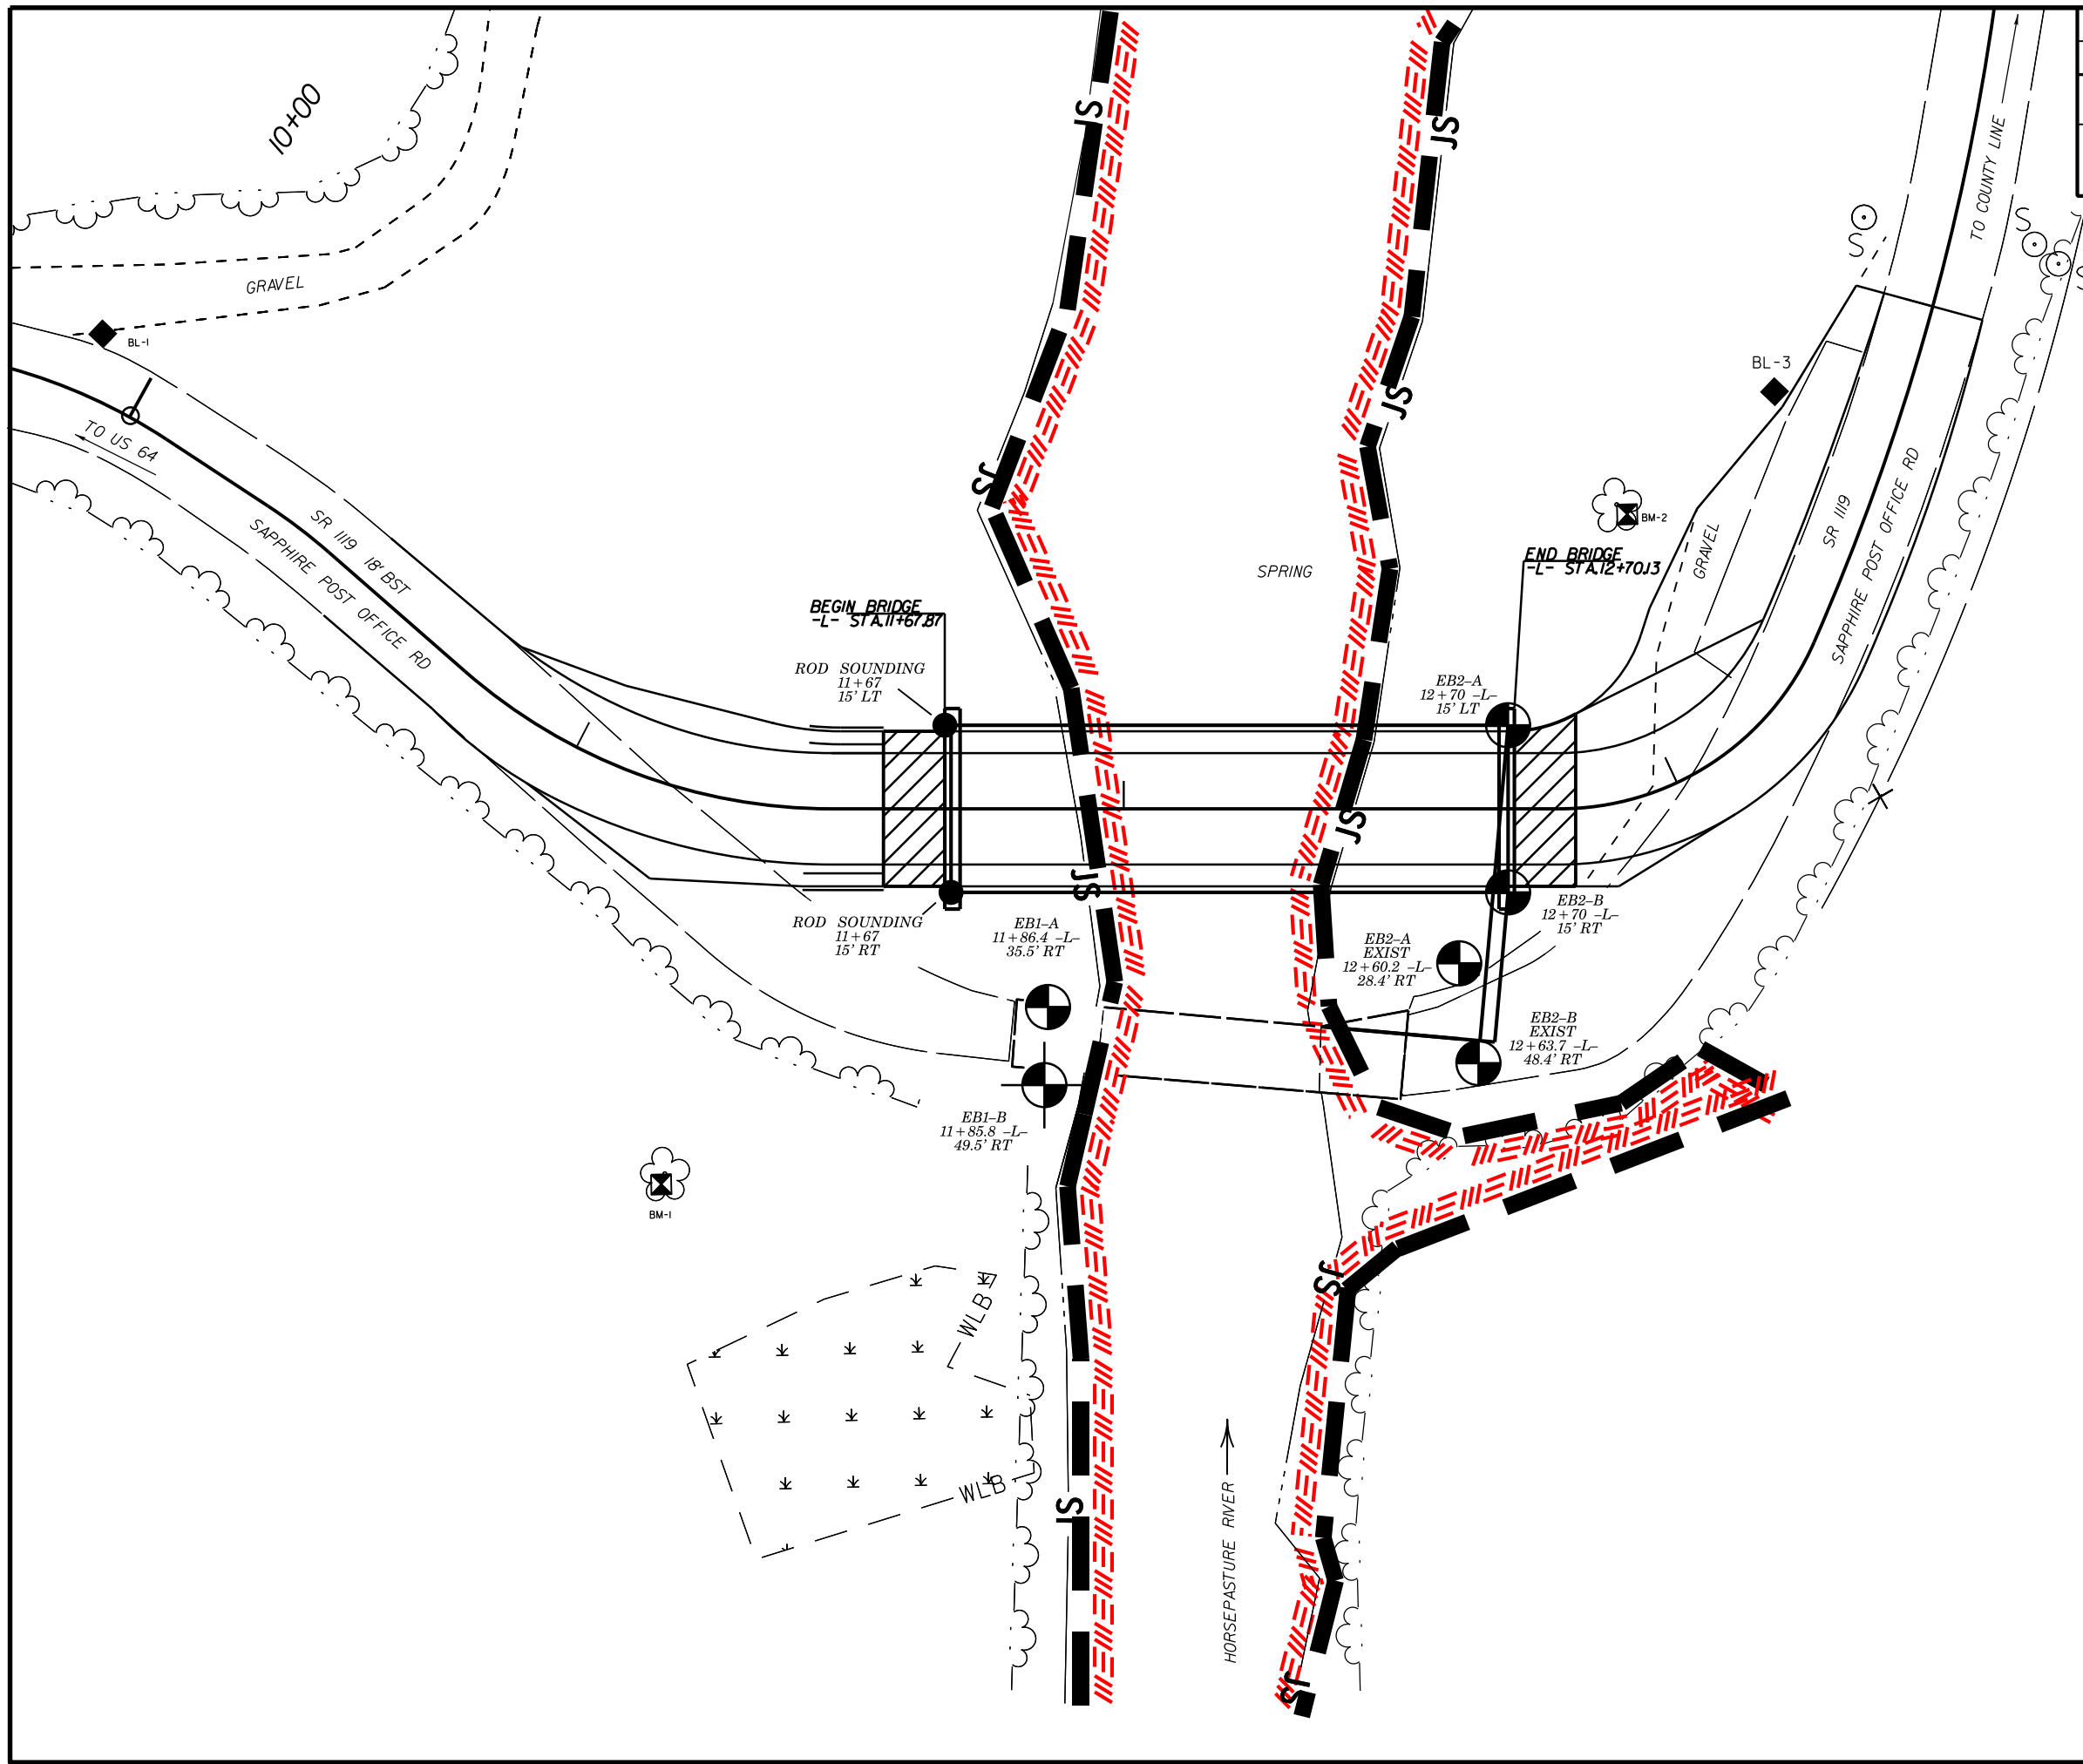 10+00
GRAVEL
BL-1
TO US 64
SR 1119 18' BST
SAPPHIRE POST OFFICE RD
JS
JS
JS
JS
TO COUNTY LINE
S
S
S
BL-3
BM-2
GRAVEL
SR 1119
SAPPHIRE POST OFFICE RD
SPRING
END BRIDGE
-L- STA.12+70.13
BEGIN BRIDGE
-L- STA.11+67.87
ROD SOUNDING
11+67
15' LT
EB2-A
12+70 -L-
15' LT
JS
JS
ROD SOUNDING
11+67
15' RT
EB1-A
11+86.4 -L-
35.5' RT
EB2-A
EXIST
12+60.2 -L-
28.4' RT
EB2-B
12+70 -L-
15' RT
EB2-B
EXIST
12+63.7 -L-
48.4' RT
EB1-B
11+85.8 -L-
49.5' RT
BM-1
WLB
WLB
JS
JS
JS
HORSEPASTURE RIVER